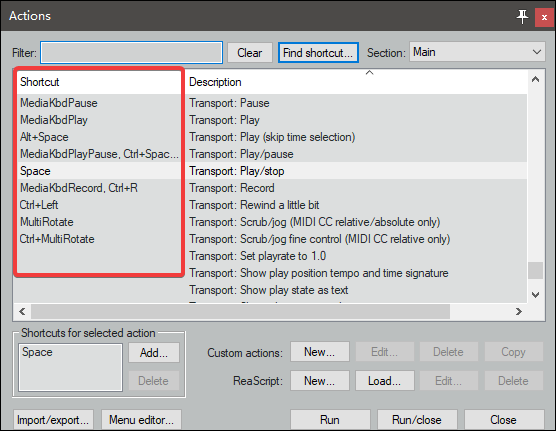 Actions
Filter: Clear Find shortcut... Section: Main
Shortcut Description
MediaKbdPause Transport: Pause
MediaKbdPlay Transport: Play
Alt+Space Transport: Play (skip time selection)
MediaKbdPlayPause, Ctrl+Spac... Transport: Play/pause
Space Transport: Play/stop
MediaKbdRecord, Ctrl+R Transport: Record
Ctrl+Left Transport: Rewind a little bit
MultiRotate Transport: Scrub/jog (MIDI CC relative/absolute only)
Ctrl+MultiRotate Transport: Scrub/jog fine control (MIDI CC relative only)
Transport: Set playrate to 1.0
Transport: Show play position tempo and time signature
Transport: Show play state as text
Shortcuts for selected action
Space Add... Custom actions: New... Edit... Delete Copy
Delete ReaScript: New... Load... Edit... Delete
Import/export... Menu editor... Run Run/close Close